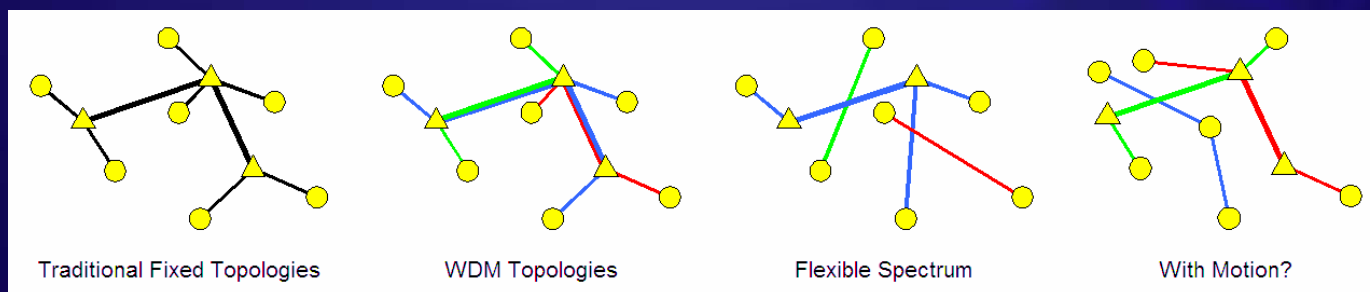 Traditional Fixed Topologies
WDM Topologies
Flexible Spectrum
With Motion?